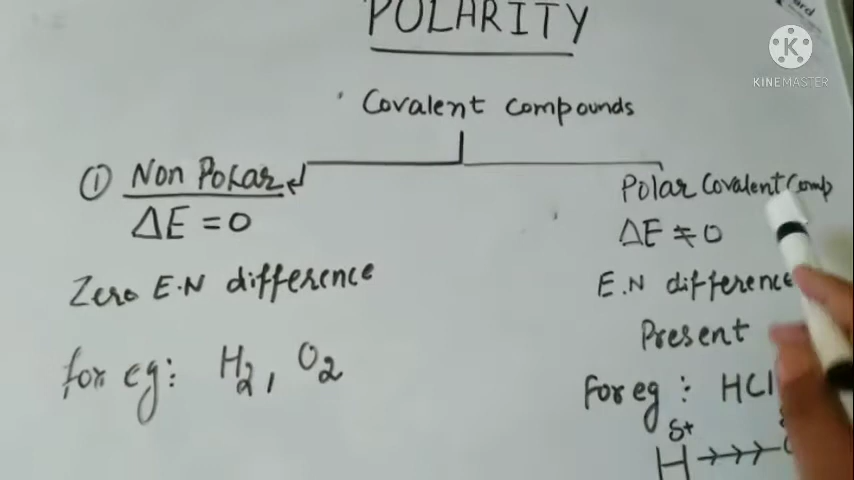 POLARITY
Covalent compounds
① Non Polar
ΔE = 0
Zero E.N difference
for eg: H2, O2
Polar Covalent Comp
ΔE ≠ 0
E.N difference
Present
For eg : HCl
δ+
H
K
KINEMASTER